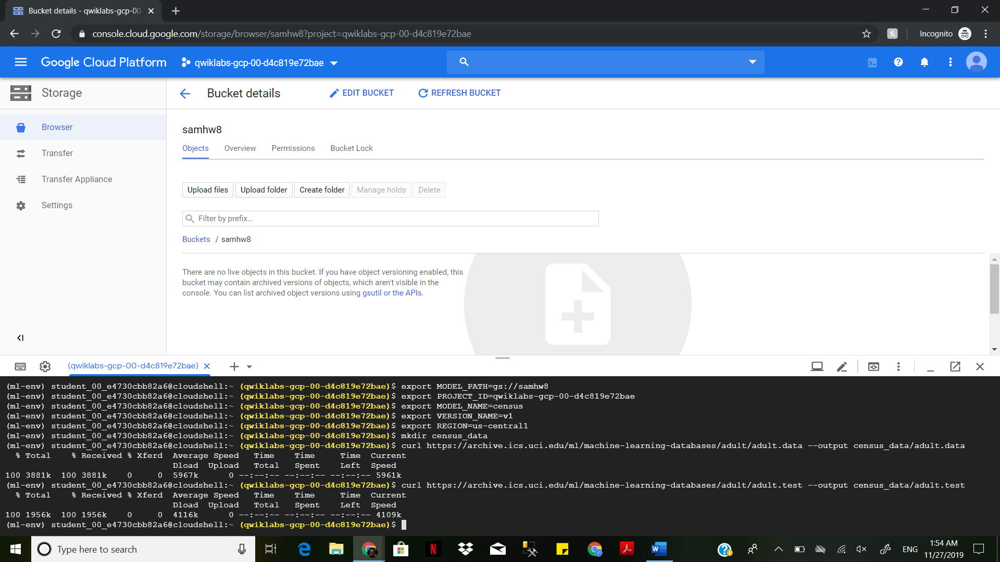 Bucket details - qwiklabs-gcp-00-
console.cloud.google.com/storage/browser/samhw8?project=qwiklabs-gcp-00-d4c819e72bae
Incognito
Google Cloud Platform
qwiklabs-gcp-00-d4c819e72bae
Storage
Bucket details
EDIT BUCKET
REFRESH BUCKET
Browser
Transfer
Transfer Appliance
Settings
samhw8
Objects Overview Permissions Bucket Lock
Upload files Upload folder Create folder Manage holds Delete
Filter by prefix...
Buckets / samhw8
There are no live objects in this bucket. If you have object versioning enabled, this
bucket may contain archived versions of objects, which aren't visible in the
console. You can list archived object versions using gsutil or the APIs.
(qwiklabs-gcp-00-d4c819e72bae)
(ml-env) student_00_e4730cbb82a6@cloudshell:~ (qwiklabs-gcp-00-d4c819e72bae)$ export MODEL_PATH=gs://samhw8
(ml-env) student_00_e4730cbb82a6@cloudshell:~ (qwiklabs-gcp-00-d4c819e72bae)$ export PROJECT_ID=qwiklabs-gcp-00-d4c819e72bae
(ml-env) student_00_e4730cbb82a6@cloudshell:~ (qwiklabs-gcp-00-d4c819e72bae)$ export MODEL_NAME=census
(ml-env) student_00_e4730cbb82a6@cloudshell:~ (qwiklabs-gcp-00-d4c819e72bae)$ export VERSION_NAME=v1
(ml-env) student_00_e4730cbb82a6@cloudshell:~ (qwiklabs-gcp-00-d4c819e72bae)$ export REGION=us-central1
(ml-env) student_00_e4730cbb82a6@cloudshell:~ (qwiklabs-gcp-00-d4c819e72bae)$ mkdir census_data
(ml-env) student_00_e4730cbb82a6@cloudshell:~ (qwiklabs-gcp-00-d4c819e72bae)$ curl https://archive.ics.uci.edu/ml/machine-learning-databases/adult/adult.data --output census_data/adult.data
% Total % Received % Xferd Average Speed Time Time Time Current
Dload Upload Total Spent Left Speed
100 3881k 100 3881k 0 0 5967k 0 --:--:-- --:--:-- --:--:-- 5961k
(ml-env) student_00_e4730cbb82a6@cloudshell:~ (qwiklabs-gcp-00-d4c819e72bae)$ curl https://archive.ics.uci.edu/ml/machine-learning-databases/adult/adult.test --output census_data/adult.test
% Total % Received % Xferd Average Speed Time Time Time Current
Dload Upload Total Spent Left Speed
100 1956k 100 1956k 0 0 4116k 0 --:--:-- --:--:-- --:--:-- 4109k
(ml-env) student_00_e4730cbb82a6@cloudshell:~ (qwiklabs-gcp-00-d4c819e72bae)$
Type here to search
ENG
1:54 AM
11/27/2019